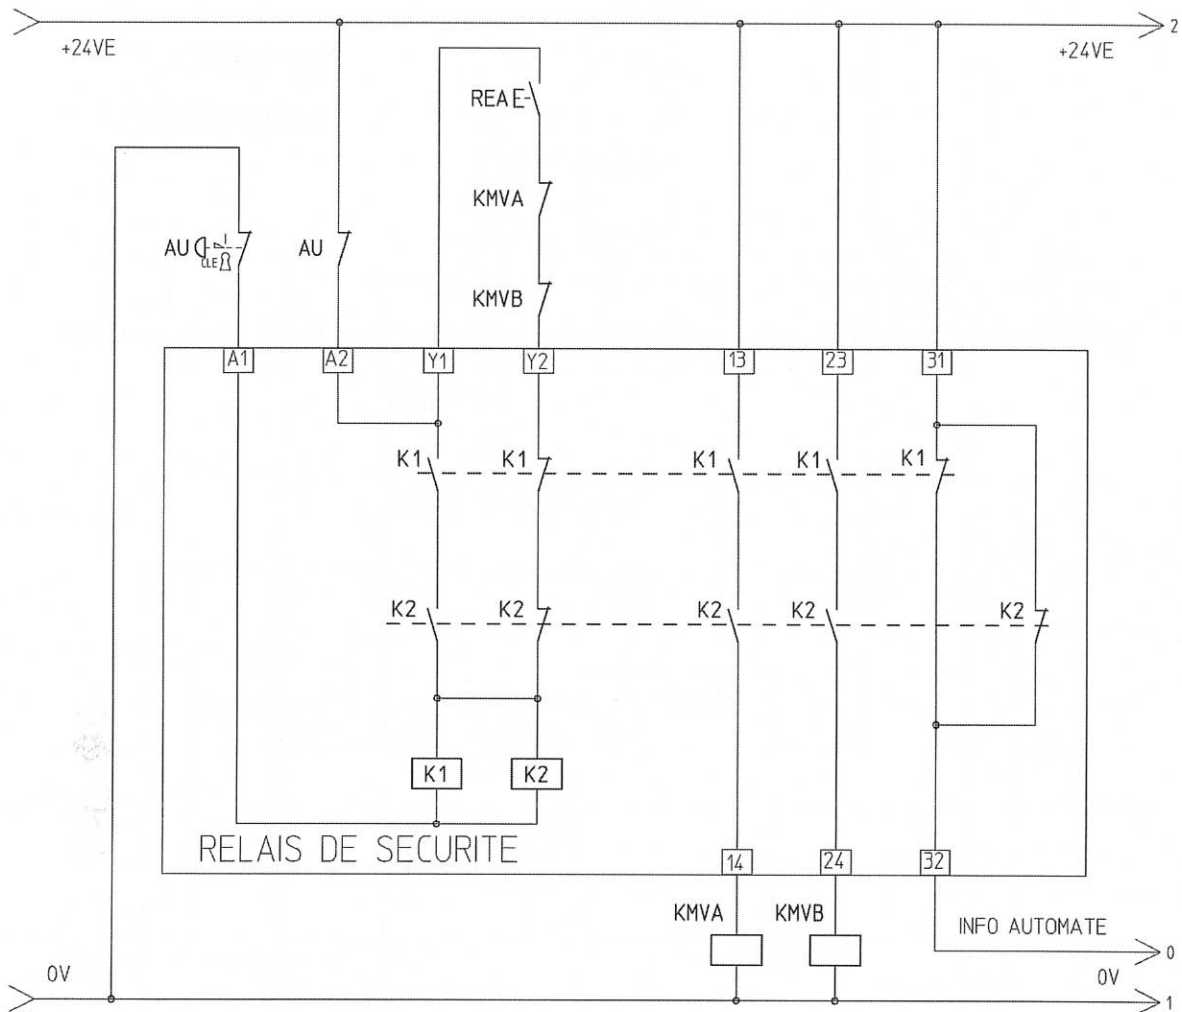 2
+24VE
+24VE
REA
KMVA
AU
CLE
AU
KMVB
A1
A2
Y1
Y2
13
23
31
K1
K1
K1
K1
K1
K2
K2
K2
K2
K2
K1
K2
RELAIS DE SECURITE
14
24
32
KMVA
KMVB
INFO AUTOMATE
0
0V
0V
1